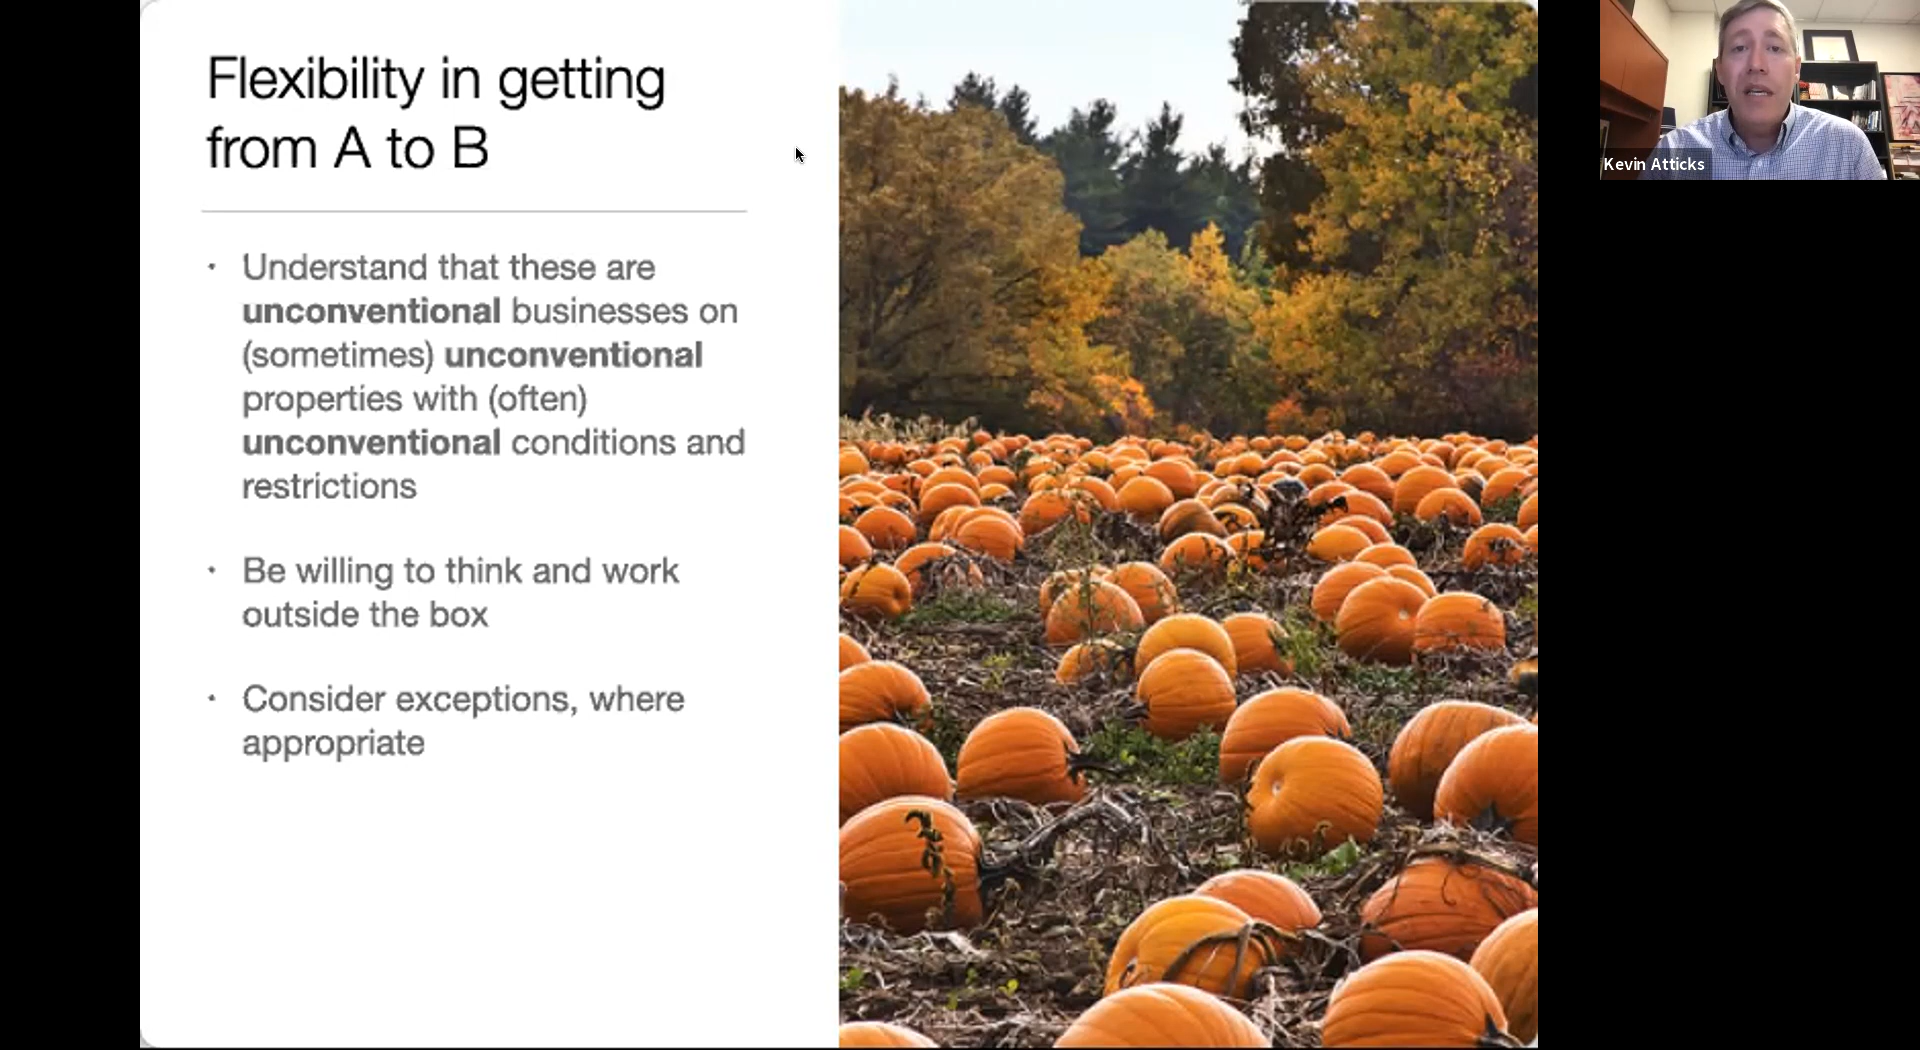 Flexibility in getting
from A to B
• Understand that these are
unconventional businesses on
(sometimes) unconventional
properties with (often)
unconventional conditions and
restrictions
• Be willing to think and work
outside the box
• Consider exceptions, where
appropriate
Kevin Atticks